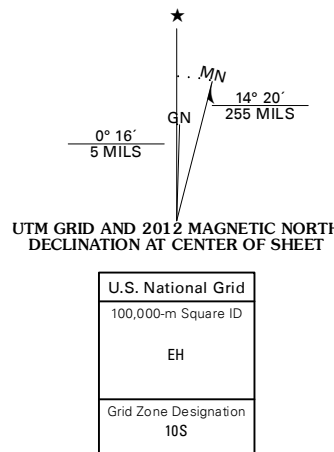 MN
GN
14° 20´
255 MILS
0° 16´
5 MILS
UTM GRID AND 2012 MAGNETIC NORTH
DECLINATION AT CENTER OF SHEET
U.S. National Grid
100,000-m Square ID
EH
Grid Zone Designation
10S